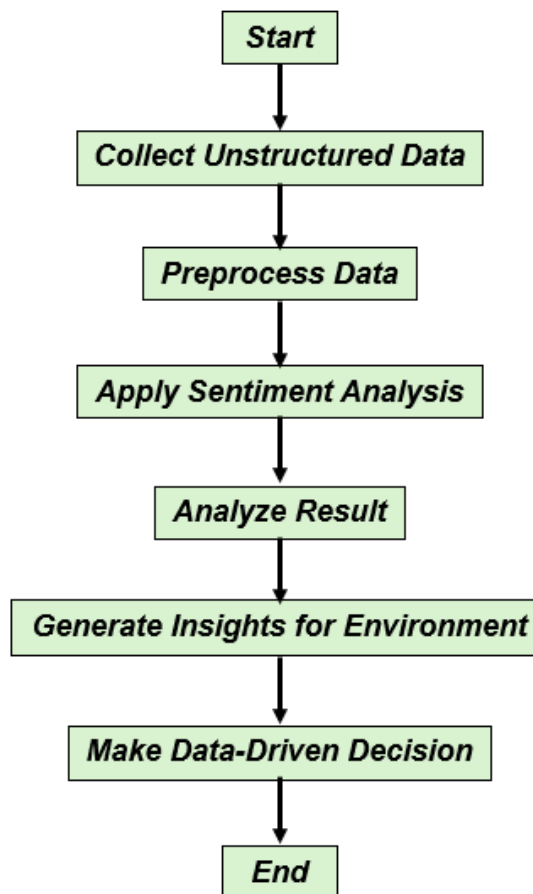 Start
Collect Unstructured Data
Preprocess Data
Apply Sentiment Analysis
Analyze Result
Generate Insights for Environment
Make Data-Driven Decision
End